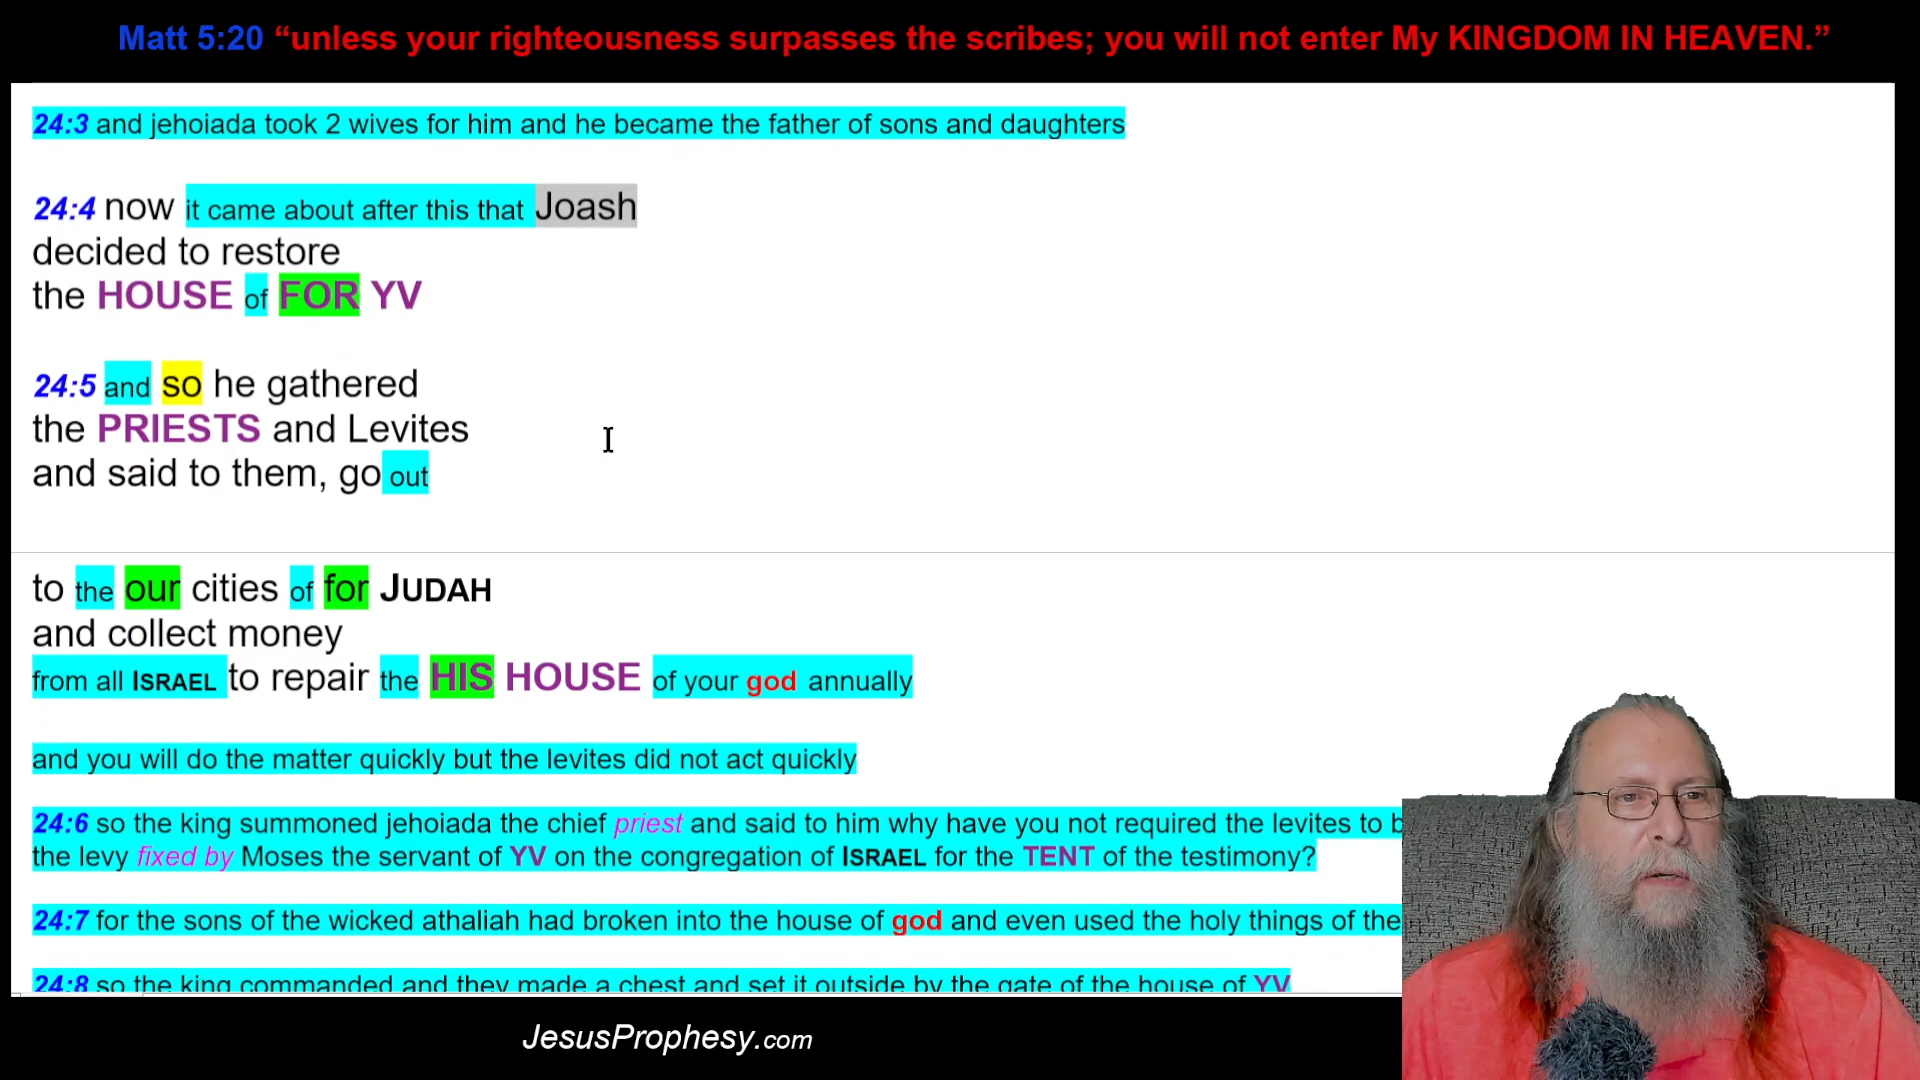 Matt 5:20 “unless your righteousness surpasses the scribes; you will not enter My KINGDOM IN HEAVEN.”
24:3 and jehoiada took 2 wives for him and he became the father of sons and daughters
24:4 now it came about after this that Joash
decided to restore
the HOUSE of FOR YV
24:5 and so he gathered
the PRIESTS and Levites
and said to them, go out
to the our cities of for JUDAH
and collect money
from all ISRAEL to repair the HIS HOUSE of your god annually
and you will do the matter quickly but the levites did not act quickly
24:6 so the king summoned jehoiada the chief priest and said to him why have you not required the levites to
the levy fixed by Moses the servant of YV on the congregation of ISRAEL for the TENT of the testimony?
24:7 for the sons of the wicked athaliah had broken into the house of god and even used the holy things of the
24:8 so the king commanded and they made a chest and set it outside by the gate of the house of YV
JesusProphesy.com